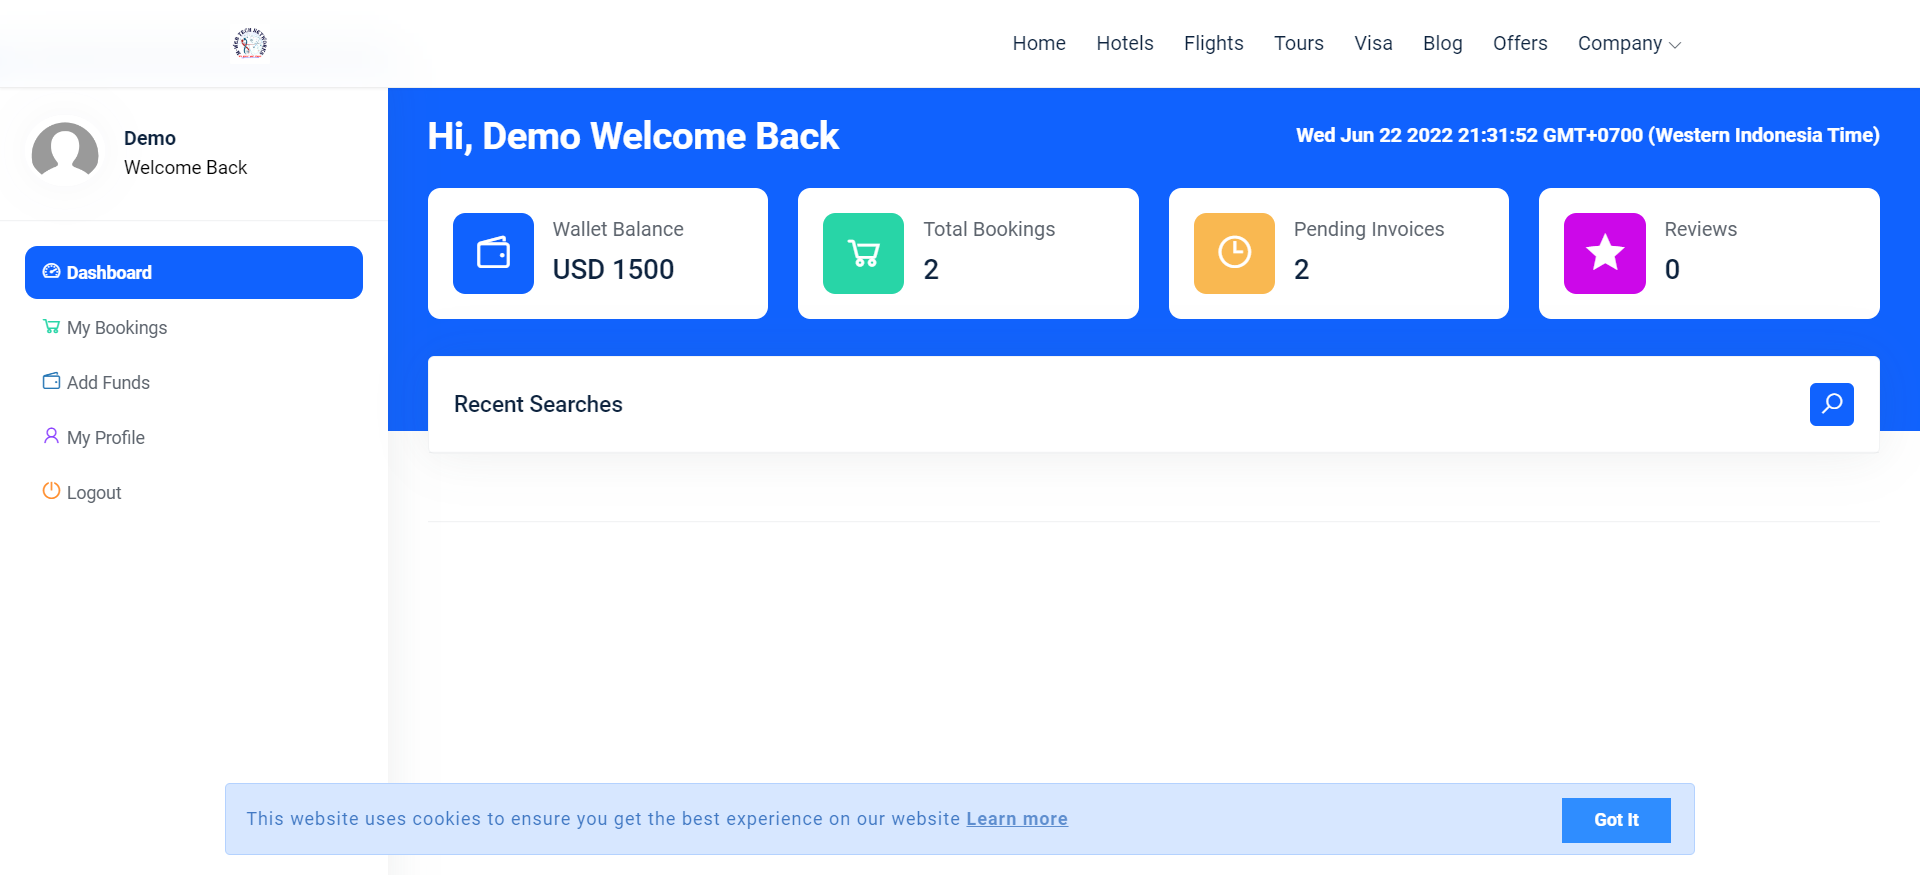 Home Hotels Flights Tours Visa Blog Offers Company
Demo
Welcome Back
Dashboard
My Bookings
Add Funds
My Profile
Logout
Hi, Demo Welcome Back
Wed Jun 22 2022 21:31:52 GMT+0700 (Western Indonesia Time)
Wallet Balance
USD 1500
Total Bookings
2
Pending Invoices
2
Reviews
0
Recent Searches
This website uses cookies to ensure you get the best experience on our website Learn more
Got It